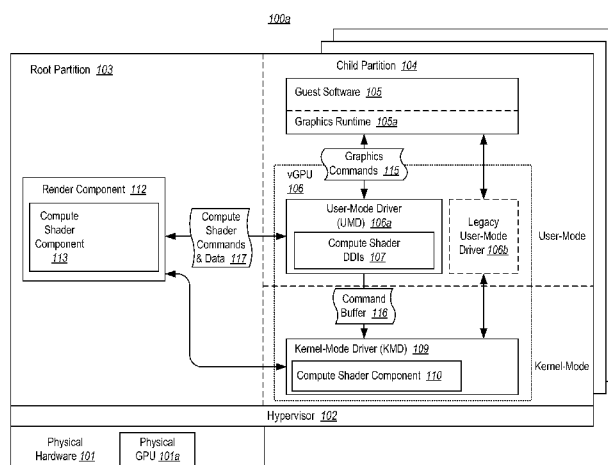 100a
Root Partition 103
Child Partition 104
Guest Software 105
Graphics Runtime 105a
Graphics
Commands
115
vGPU
106
Render Component 112
Compute
Shader
Component
113
Compute
Shader
Commands
& Data 117
User-Mode Driver
(UMD) 106a
Compute Shader
DDIs 107
Legacy
User-Mode
Driver 106b
User-Mode
Command
Buffer 116
Kernel-Mode Driver (KMD) 109
Compute Shader Component 110
Kernel-Mode
Hypervisor 102
Physical
Hardware 101
Physical
GPU 101a